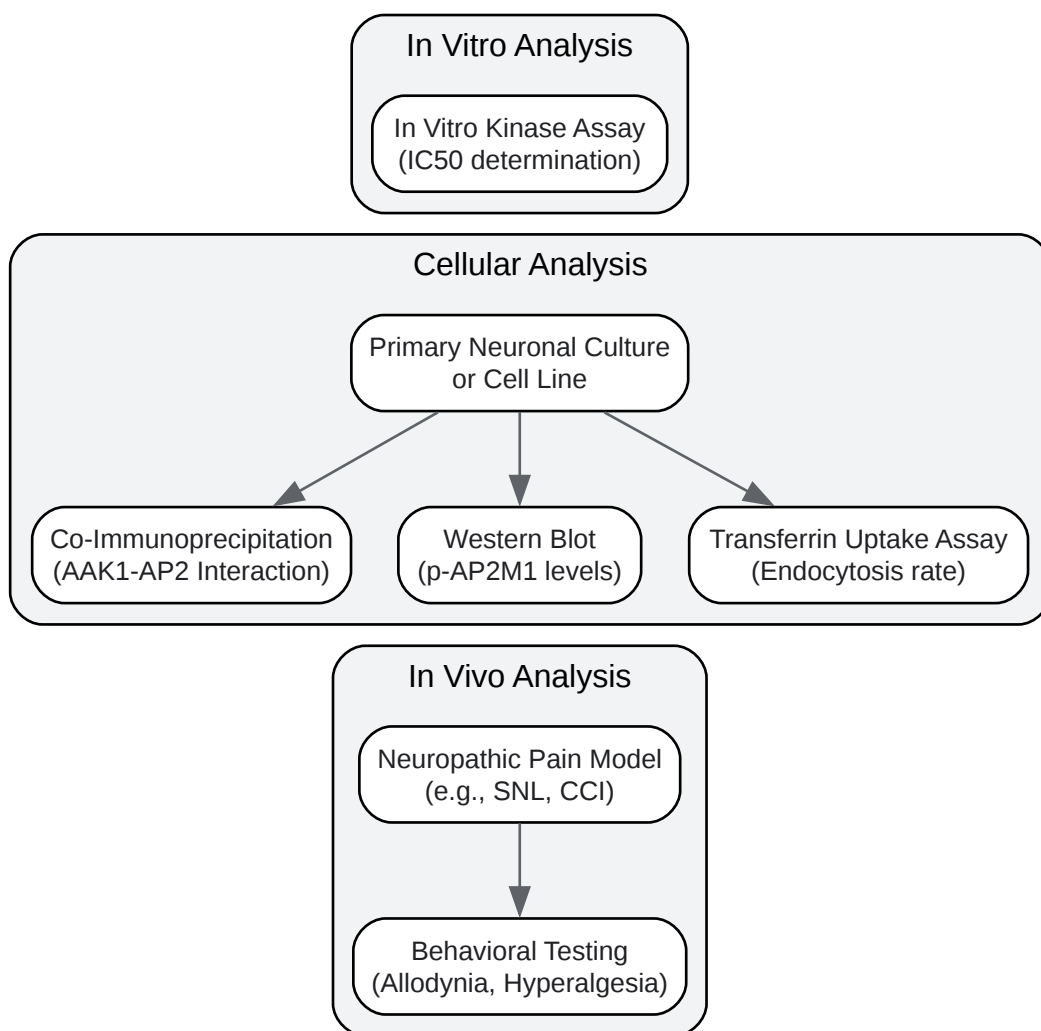 In Vitro Analysis
In Vitro Kinase Assay
(IC50 determination)
Cellular Analysis
Primary Neuronal Culture
or Cell Line
Co-Immunoprecipitation
(AAK1-AP2 Interaction)
Western Blot
(p-AP2M1 levels)
Transferrin Uptake Assay
(Endocytosis rate)
In Vivo Analysis
Neuropathic Pain Model
(e.g., SNL, CCI)
Behavioral Testing
(Allodynia, Hyperalgesia)